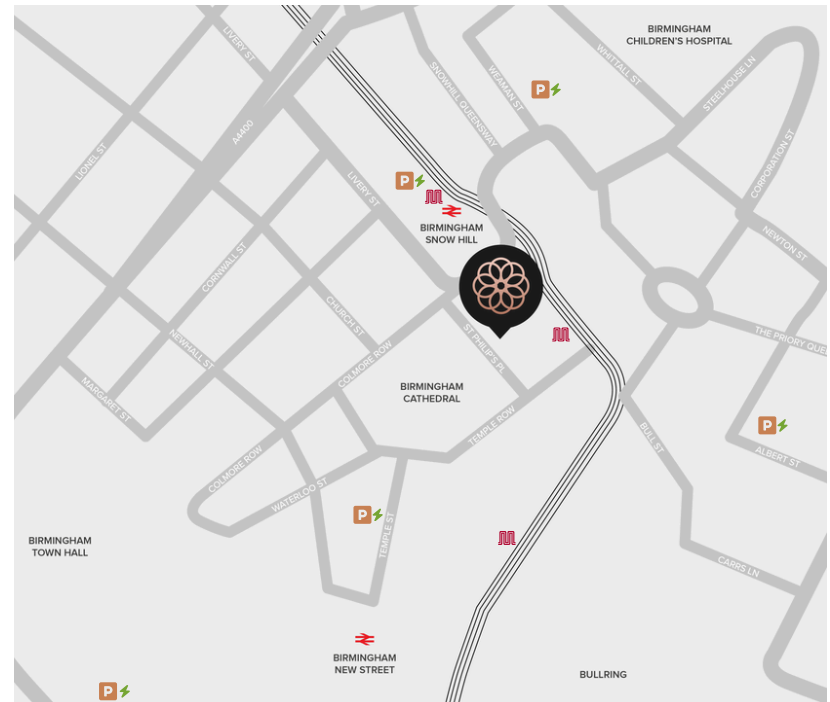 BIRMINGHAM
CHILDREN'S HOSPITAL
LIVERY ST
WHITTALL ST
STEELHOUSE LN
SNOWHILL QUEENSWAY
WEAMAN ST
P
A4400
LIONEL ST
CORPORATION ST
P
LIVERY ST
BIRMINGHAM
SNOW HILL
NEWTON ST
CORNWALL ST
CHURCH ST
NEWHALL ST
ST PHILIP'S PL
THE PRIORY QUE
COLMORE ROW
BIRMINGHAM
CATHEDRAL
MARGARET ST
TEMPLE ROW
P
BULL ST
ALBERT ST
COLMORE ROW
WATERLOO ST
P
TEMPLE ST
BIRMINGHAM
TOWN HALL
CARRS LN
BIRMINGHAM
NEW STREET
BULLRING
P